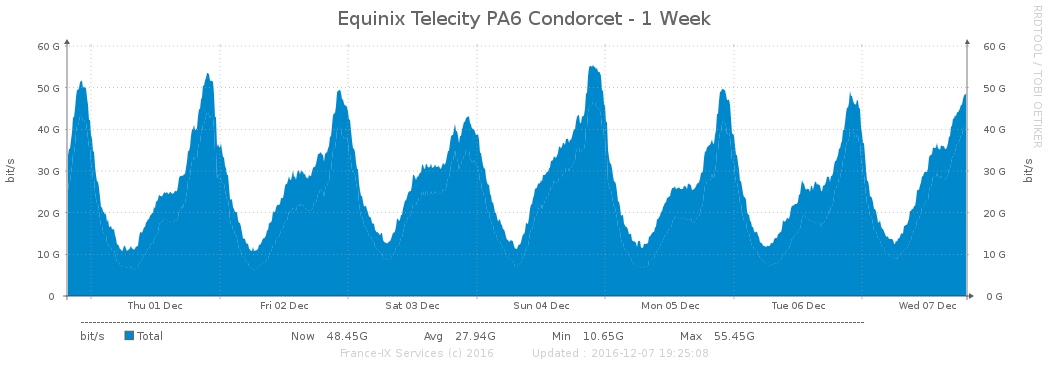 Equinix Telecity PA6 Condorcet - 1 Week
RRDTOOL / TOBI OETIKER
bit/s
60 G
50 G
40 G
30 G
20 G
10 G
0
60 G
50 G
40 G
30 G
20 G
10 G
0 G
bit/s
Thu 01 Dec Fri 02 Dec Sat 03 Dec Sun 04 Dec Mon 05 Dec Tue 06 Dec Wed 07 Dec
bit/s Total Now 48.45G Avg 27.94G Min 10.65G Max 55.45G
France-IX Services (c) 2016 Updated : 2016-12-07 19:25:08